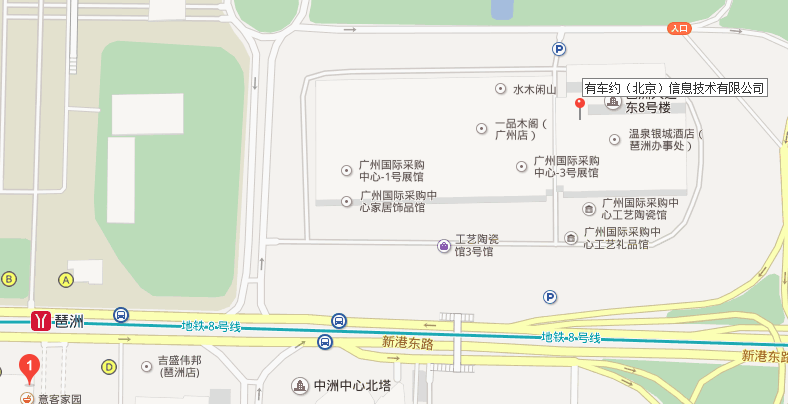 入口
P
有车约（北京）信息技术有限公司
水木闲山
东8号楼
一品木阁（
广州店）
温泉银城酒店（
琶洲办事处）
广州国际采购
中心-1号展馆
广州国际采购
中心-3号展馆
广州国际采购中
心家居饰品馆
广州国际采购中
心工艺陶瓷馆
广州国际采购中
心工艺礼品馆
工艺陶瓷
馆3号馆
B
A
P
琶洲
地铁 8 号线
地铁 8 号线
新港东路
新港东路
1
D
吉盛伟邦
(琶洲店)
中洲中心北塔
意客家园